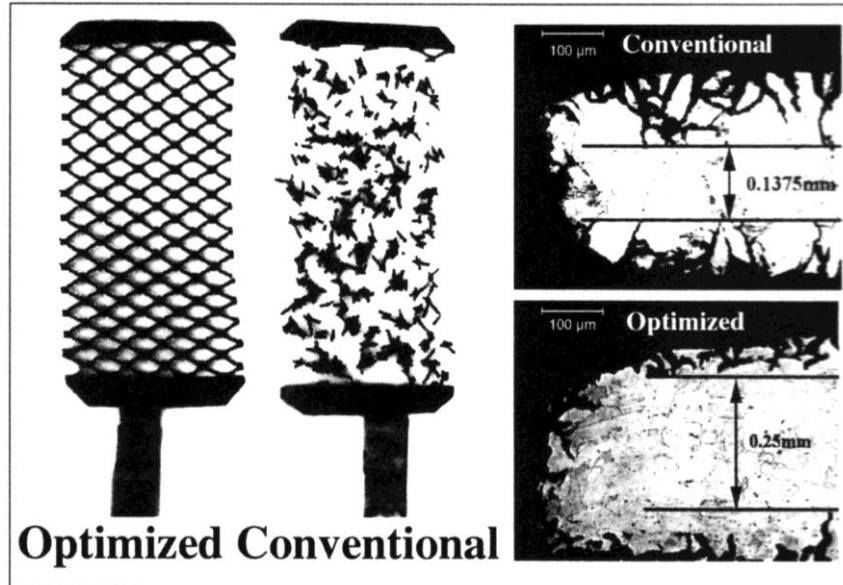 Optimized Conventional
100 µm
Conventional
0.1375mm
100 µm
Optimized
0.25mm